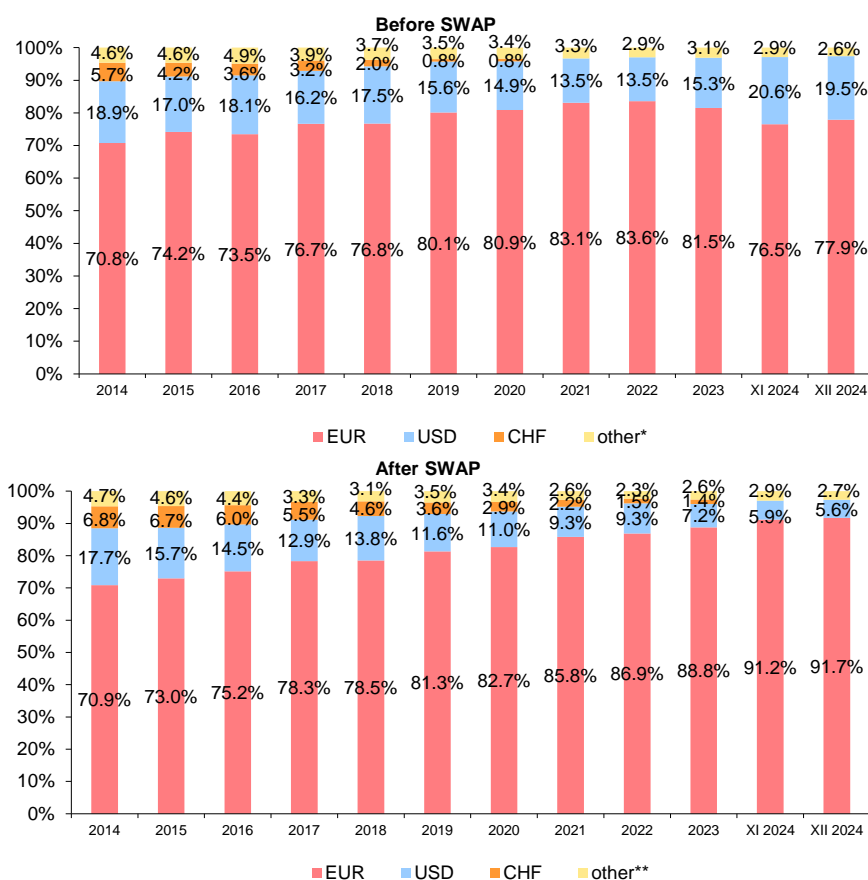 Before SWAP
100%
90%
80%
70%
60%
50%
40%
30%
20%
10%
0%
4.6% 4.6% 4.9% 3.9% 3.7% 3.5% 3.4% 3.3% 2.9% 3.1% 2.9% 2.6%
5.7% 4.2% 3.6% 3.2% 2.0% 0.8% 0.8%
18.9% 17.0% 18.1% 16.2% 17.5% 15.6% 14.9% 13.5% 13.5% 15.3% 20.6% 19.5%
70.8% 74.2% 73.5% 76.7% 76.8% 80.1% 80.9% 83.1% 83.6% 81.5% 76.5% 77.9%
2014 2015 2016 2017 2018 2019 2020 2021 2022 2023 XI 2024 XII 2024
EUR USD CHF other*
After SWAP
100%
90%
80%
70%
60%
50%
40%
30%
20%
10%
0%
4.7% 4.6% 4.4% 3.3% 3.1% 3.5% 3.4% 2.6% 2.3% 2.6% 2.9% 2.7%
6.8% 6.7% 6.0% 5.5% 4.6% 3.6% 2.9% 2.2% 1.5% 1.4%
17.7% 15.7% 14.5% 12.9% 13.8% 11.6% 11.0% 9.3% 9.3% 7.2% 5.9% 5.6%
70.9% 73.0% 75.2% 78.3% 78.5% 81.3% 82.7% 85.8% 86.9% 88.8% 91.2% 91.7%
2014 2015 2016 2017 2018 2019 2020 2021 2022 2023 XI 2024 XII 2024
EUR USD CHF other**